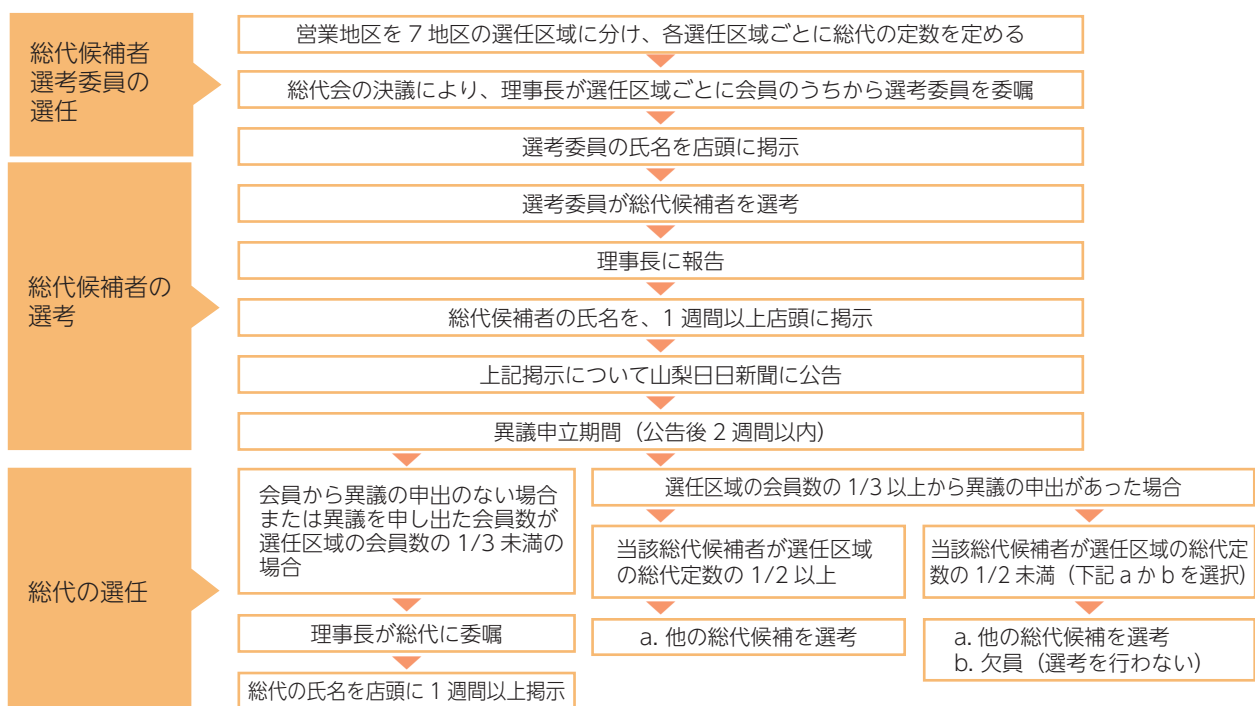 総代候補者
選考委員の
選任
営業地区を 7 地区の選任区域に分け、各選任区域ごとに総代の定数を定める
総代会の決議により、理事長が選任区域ごとに会員のうちから選考委員を委嘱
選考委員の氏名を店頭に掲示
総代候補者の
選考
選考委員が総代候補者を選考
理事長に報告
総代侯補者の氏名を、1 週間以上店頭に掲示
上記掲示について山梨日日新聞に公告
異議申立期間（公告後 2 週間以内）
総代の選任
会員から異議の申出のない場合
または異議を申し出た会員数が
選任区域の会員数の 1/3 未満の
場合
理事長が総代に委嘱
総代の氏名を店頭に 1 週間以上掲示
選任区域の会員数の 1/3 以上から異議の申出があった場合
当該総代候補者が選任区域
の総代定数の 1/2 以上
a. 他の総代候補を選考
当該総代候補者が選任区域の総代定
数の 1/2 未満（下記 a か b を選択）
a. 他の総代候補を選考
b. 欠員（選考を行わない）